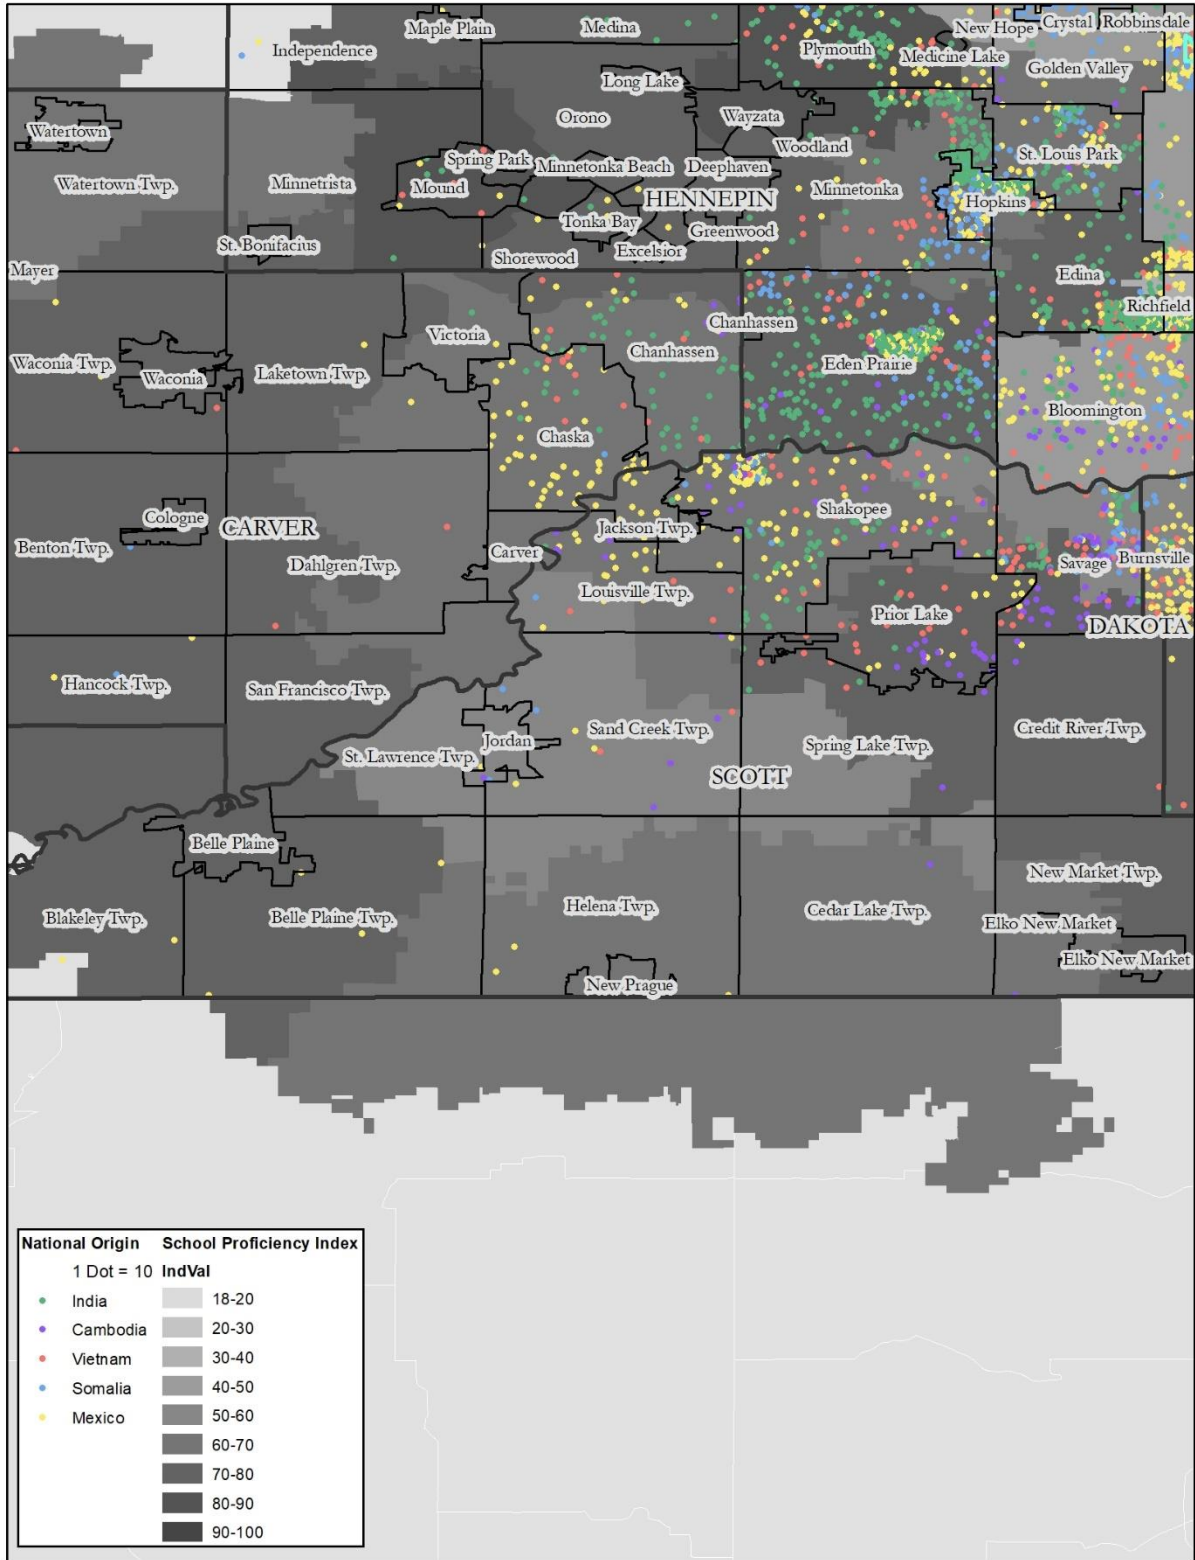 Maple Plain
Medina
New Hope
Crystal
Robbinsdale
Independence
Plymouth
Medicine Lake
Golden Valley
Long Lake
Orono
Wayzata
Watertown
Woodland
St. Louis Park
Spring Park
Minnetonka Beach
Deephaven
Watertown Twp.
Minnetrista
Mound
HENNEPIN
Minnetonka
Hopkins
Tonka Bay
Greenwood
St. Bonifacius
Excelsior
Shorewood
Edina
Mayer
Richfield
Victoria
Chanhassen
Chanhassen
Waconia Twp.
Waconia
Laketown Twp.
Eden Prairie
Bloomington
Chaska
Cologne
CARVER
Shakopee
Jackson Twp.
Benton Twp.
Carver
Savage
Burnsville
Dahlgren Twp.
Louisville Twp.
Prior Lake
DAKOTA
Hancock Twp.
San Francisco Twp.
Sand Creek Twp.
Credit River Twp.
Jordan
Spring Lake Twp.
St. Lawrence Twp.
SCOTT
Belle Plaine
New Market Twp.
Blakeley Twp.
Belle Plaine Twp.
Helena Twp.
Cedar Lake Twp.
Elko New Market
Elko New Market
New Prague
National Origin
1 Dot = 10
India
Cambodia
Vietnam
Somalia
Mexico
School Proficiency Index
IndVal
18-20
20-30
30-40
40-50
50-60
60-70
70-80
80-90
90-100